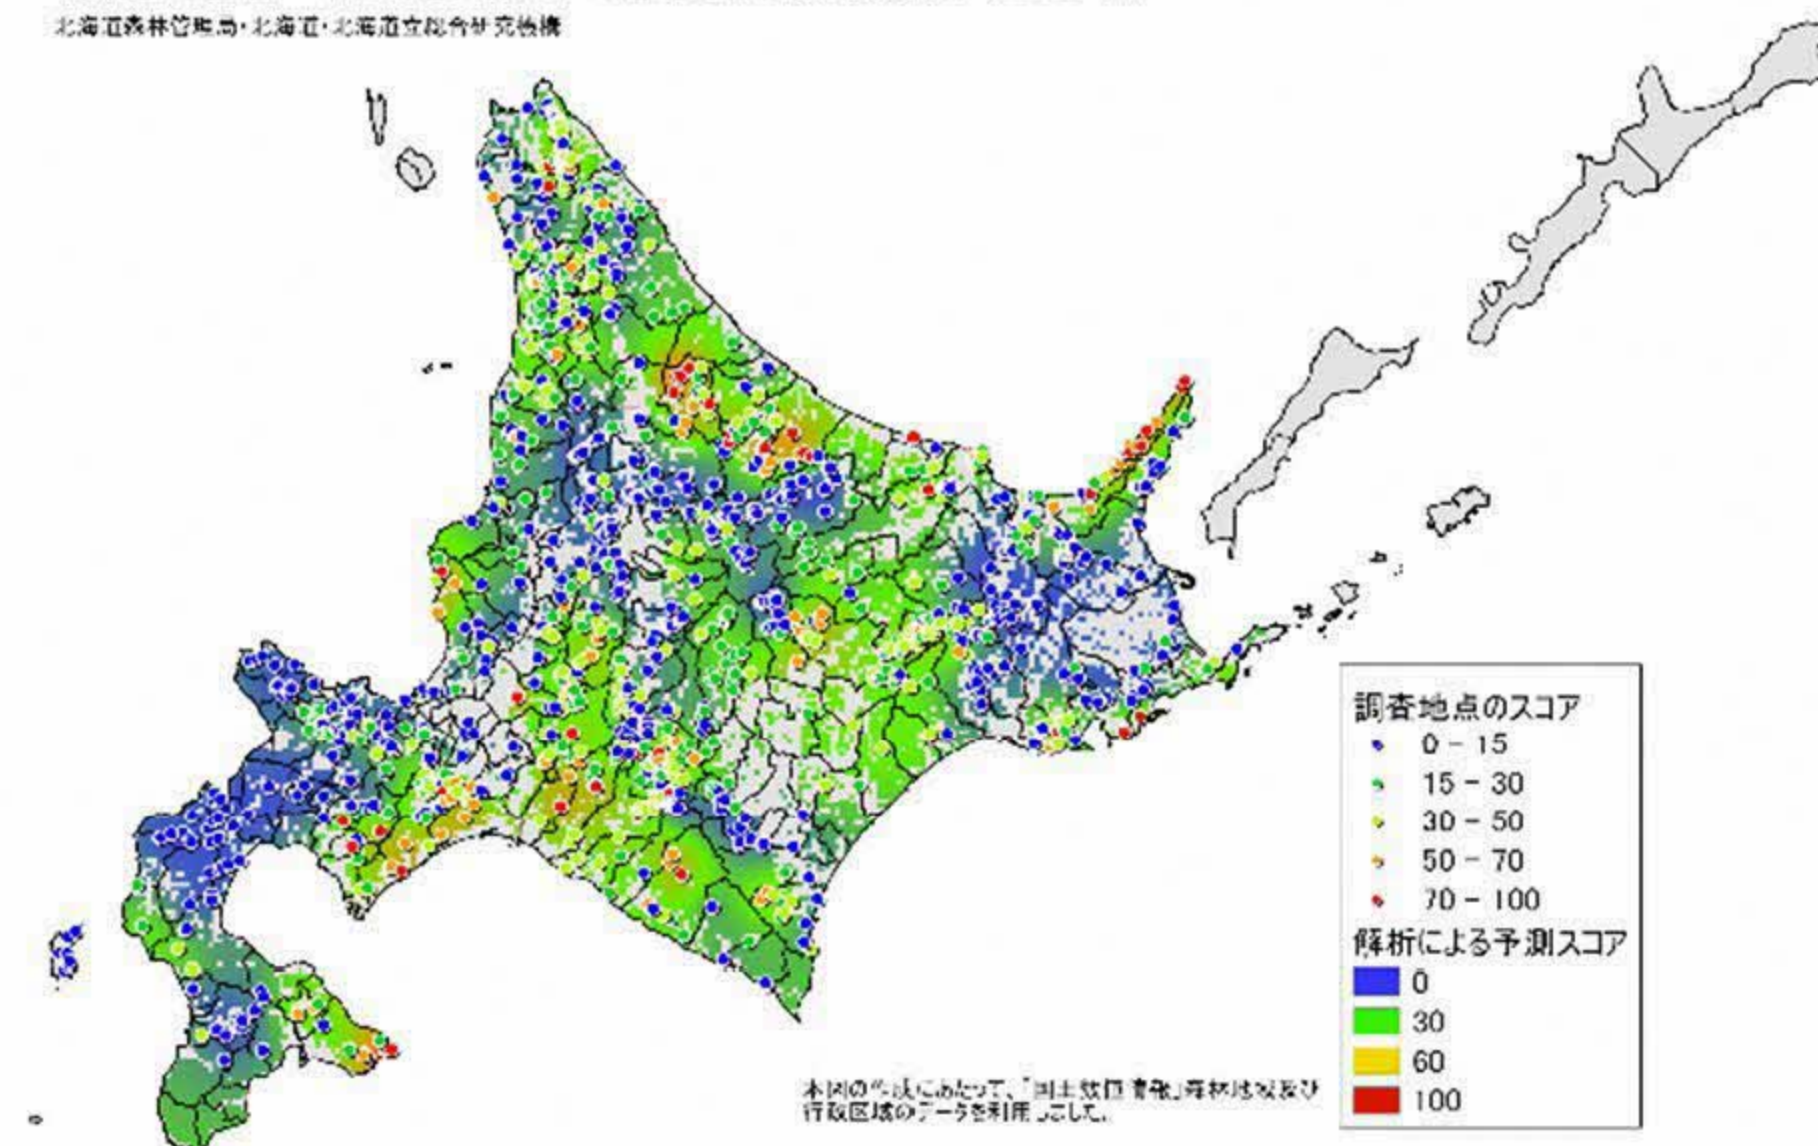 北海道森林管理局・北海道・北海道立総合研究機構
調査地点のスコア
0 - 15
15 - 30
30 - 50
50 - 70
70 - 100
解析による予測スコア
0
30
60
100
本図の作成にあたって、「国土数値情報」森林地域及び
行政区域のデータを利用しました。